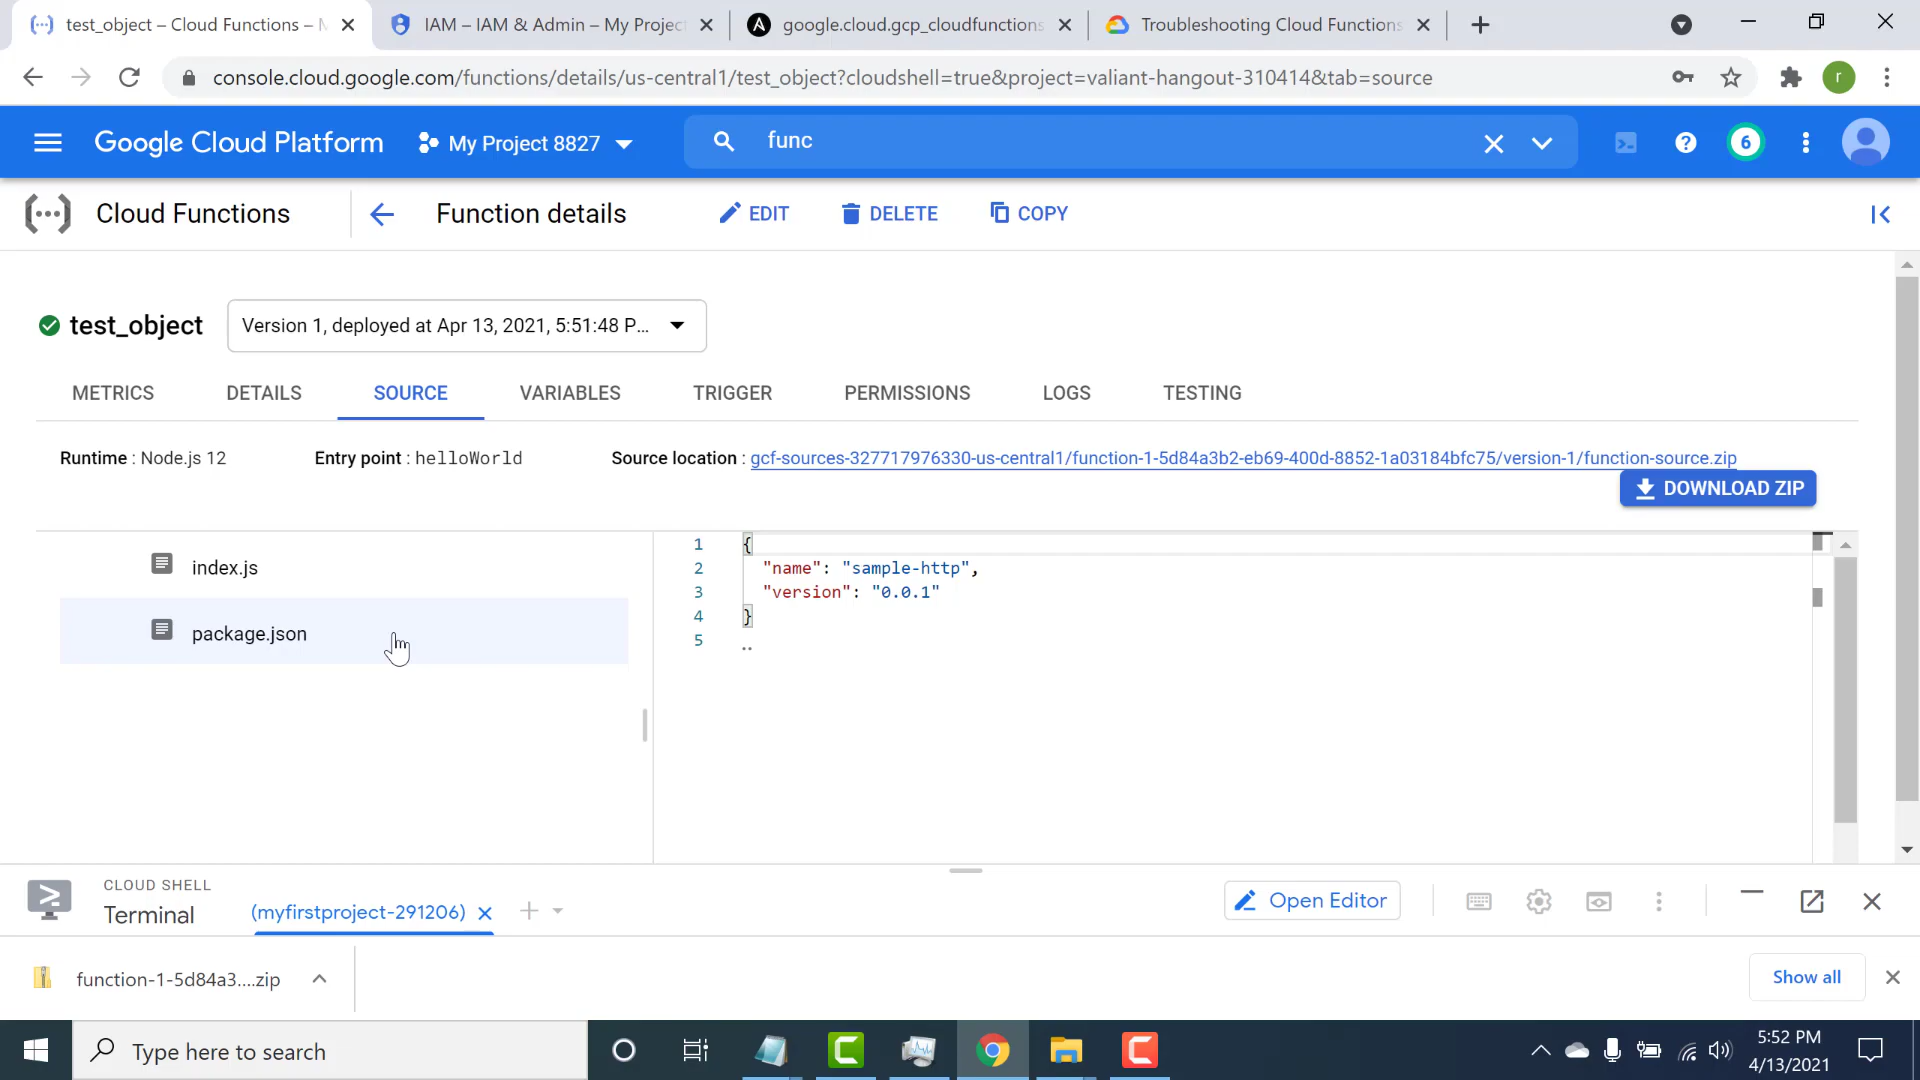 test_object – Cloud Functions – M
IAM – IAM & Admin – My Project
google.cloud.gcp_cloudfunctions
Troubleshooting Cloud Functions
console.cloud.google.com/functions/details/us-central1/test_object?cloudshell=true&project=valiant-hangout-310414&tab=source
r
Google Cloud Platform
My Project 8827
func
6
Cloud Functions
Function details
EDIT
DELETE
COPY
test_object
Version 1, deployed at Apr 13, 2021, 5:51:48 P...
METRICS
DETAILS
SOURCE
VARIABLES
TRIGGER
PERMISSIONS
LOGS
TESTING
Runtime : Node.js 12
Entry point : helloWorld
Source location : gcf-sources-327717976330-us-central1/function-1-5d84a3b2-eb69-400d-8852-1a03184bfc75/version-1/function-source.zip
DOWNLOAD ZIP
index.js
package.json
1 {
2 "name": "sample-http",
3 "version": "0.0.1"
4 }
5
CLOUD SHELL
Terminal
(myfirstproject-291206)
Open Editor
function-1-5d84a3....zip
Show all
Type here to search
5:52 PM
4/13/2021